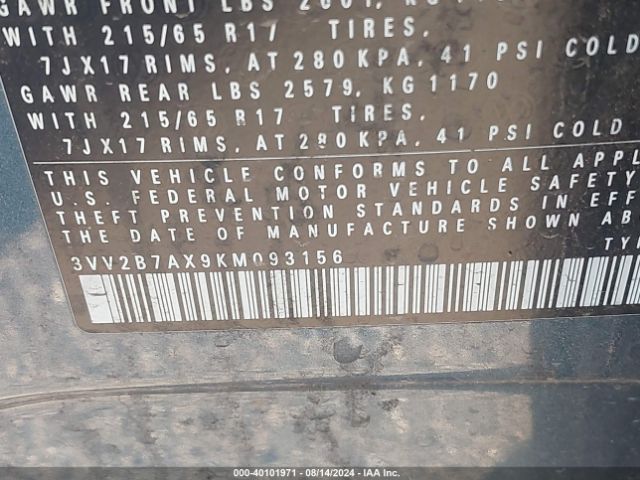 GAWR FRONT LBS
WITH 215/65 R17 TIRES,
7JX17 RIMS, AT 280 KPA, 41 PSI COLD
GAWR REAR LBS 2579, KG 1170
WITH 215/65 R17 TIRES,
7JX17 RIMS, AT 280 KPA, 41 PSI COLD
THIS VEHICLE CONFORMS TO ALL APPL
U.S. FEDERAL MOTOR VEHICLE SAFETY
THEFT PREVENTION STANDARDS IN EFF
THE DATE OF MANUFACTURE SHOWN AB
TY
3VV2B7AX9KM093156
000-40101971 • 08/14/2024 • IAA Inc.